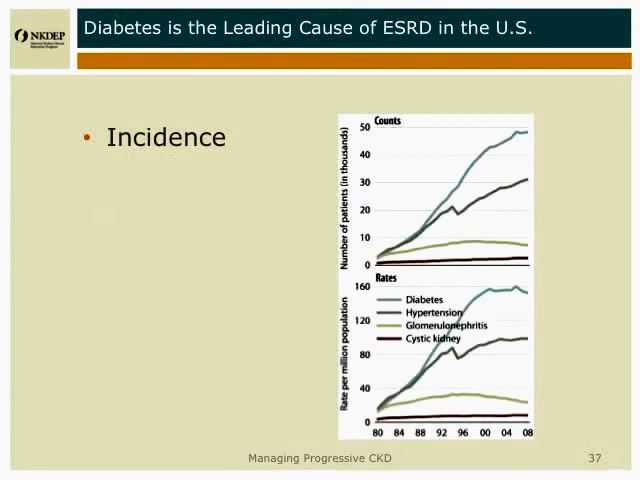 Diabetes is the Leading Cause of ESRD in the U.S.
NKDEP
• Incidence
Counts
Number of patients (in thousands)
50
40
30
20
10
0
Rates
Rate per million population
160
120
80
40
0
Diabetes
Hypertension
Glomerulonephritis
Cystic kidney
80 84 88 92 96 00 04 08
Managing Progressive CKD
37